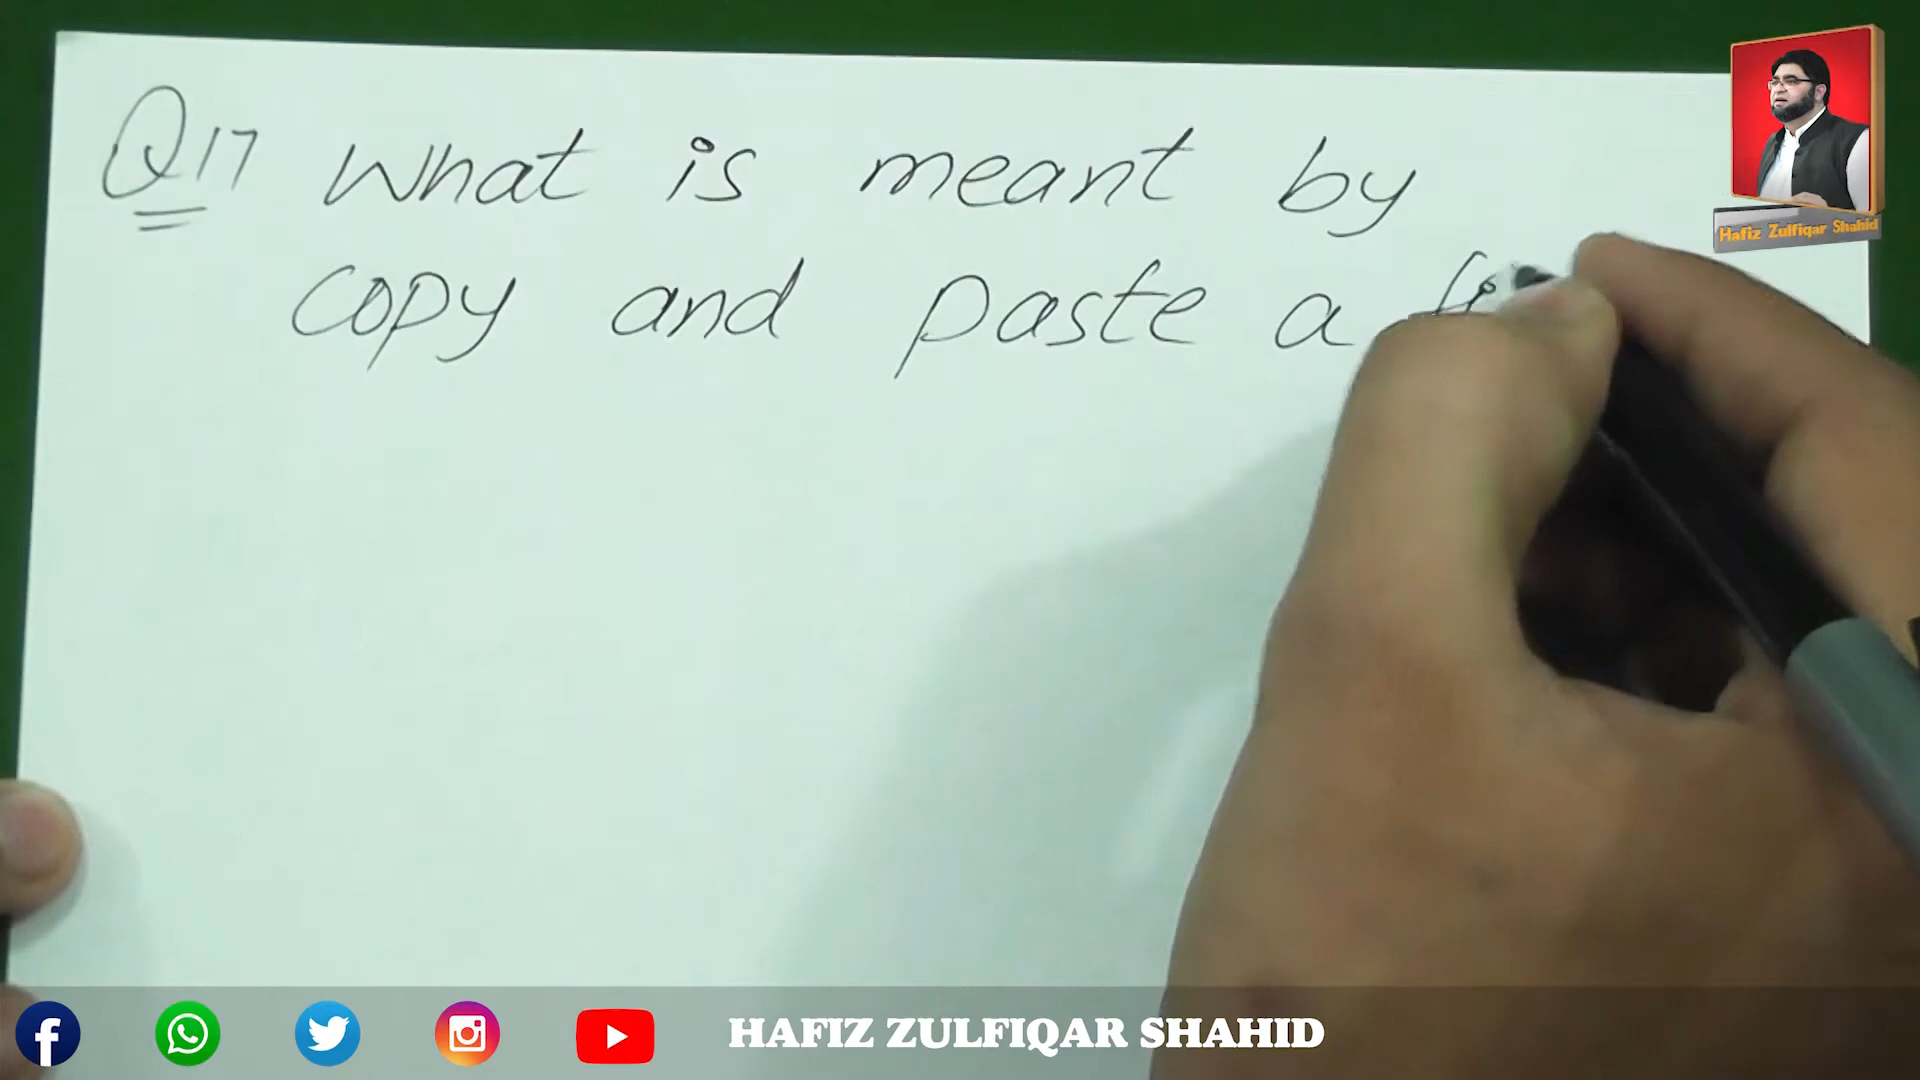 Q17 What is meant by
copy and paste a
Hafiz Zulfiqar Shahid
HAFIZ ZULFIQAR SHAHID